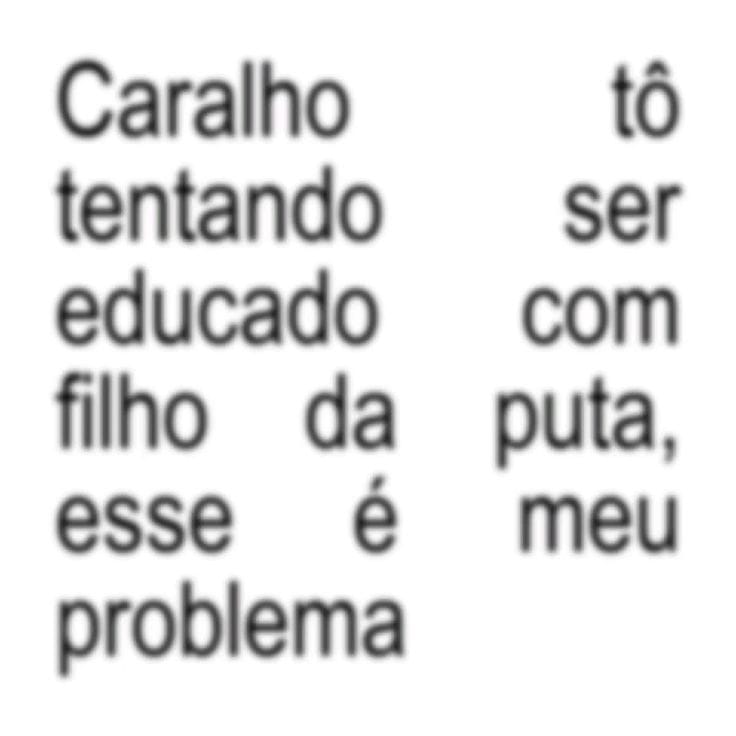 Caralho tô
tentando ser
educado com
filho da puta,
esse é meu
problema